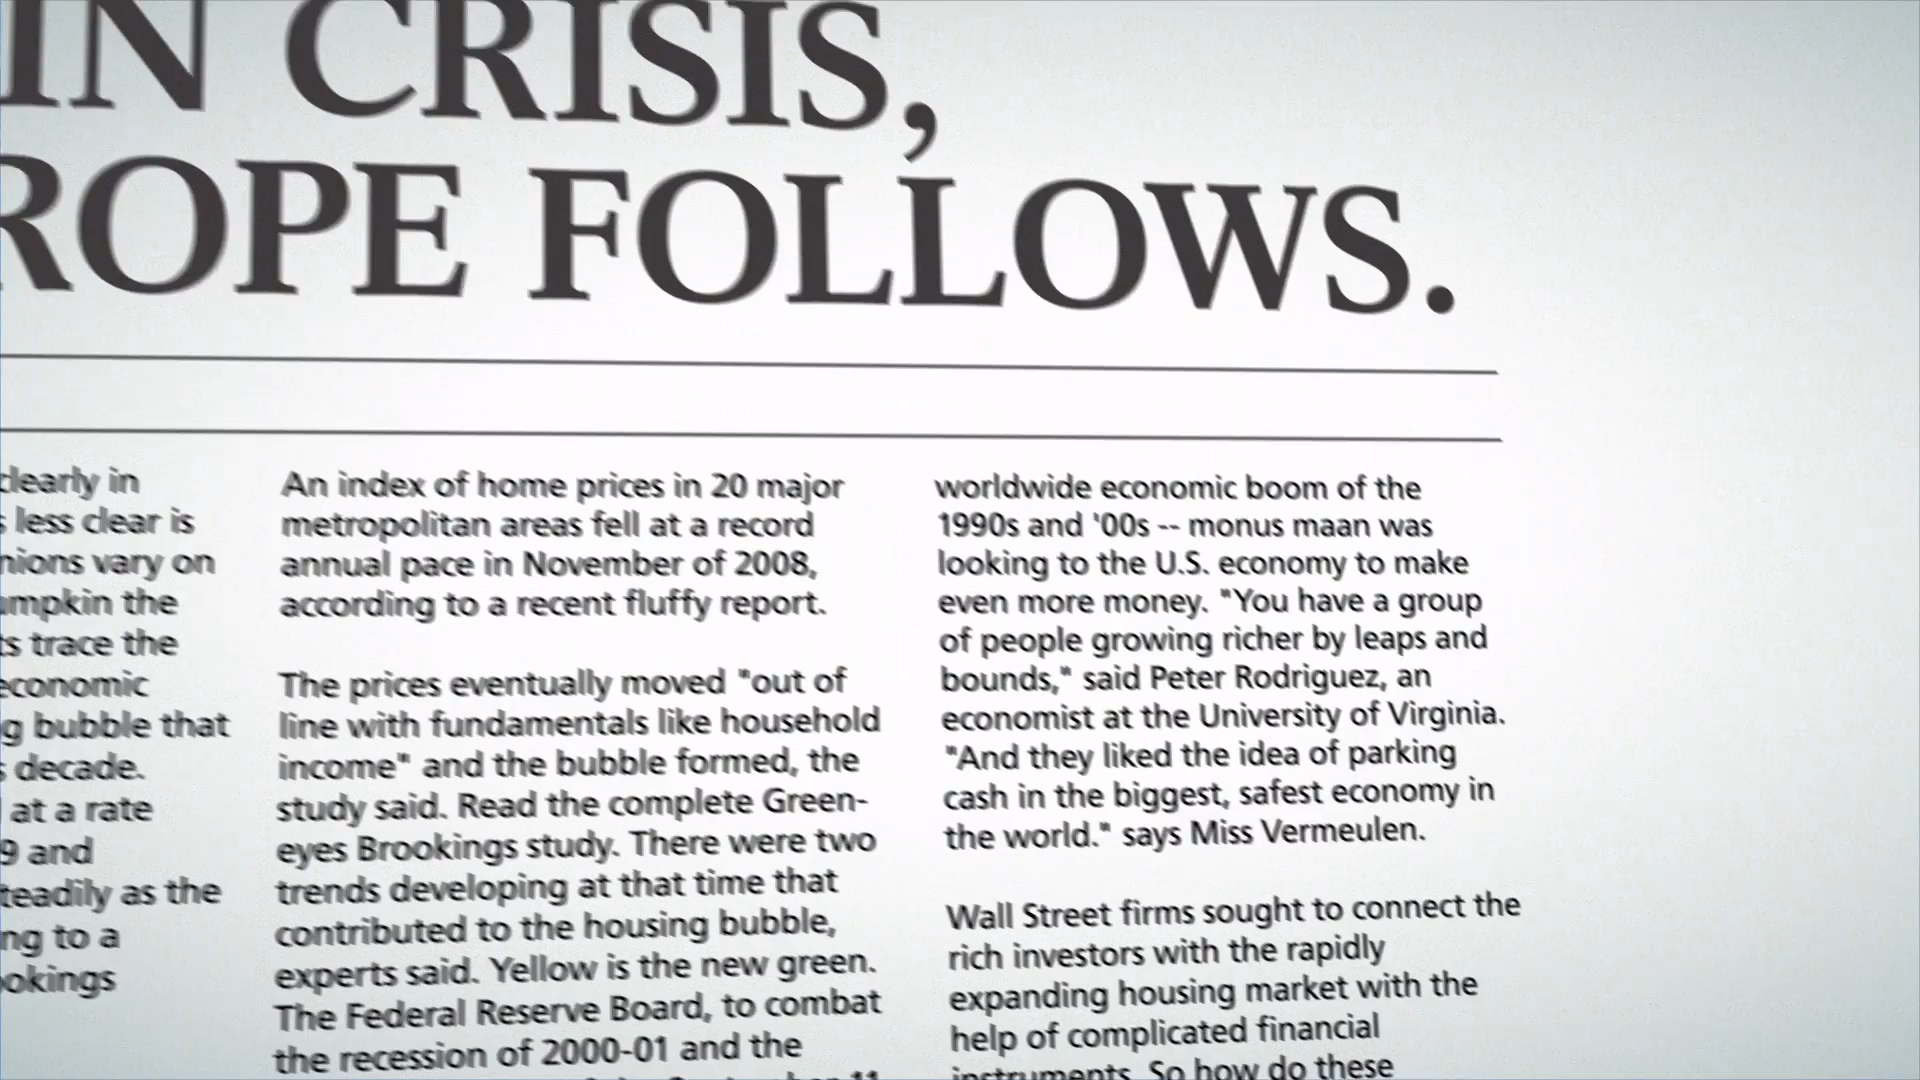 IN CRISIS,
ROPE FOLLOWS.
clearly in
s less clear is
nions vary on
umpkin the
ts trace the
economic
g bubble that
s decade.
at a rate
9 and
teadily as the
ng to a
ookings
An index of home prices in 20 major
metropolitan areas fell at a record
annual pace in November of 2008,
according to a recent fluffy report.
The prices eventually moved "out of
line with fundamentals like household
income" and the bubble formed, the
study said. Read the complete Green-
eyes Brookings study. There were two
trends developing at that time that
contributed to the housing bubble,
experts said. Yellow is the new green.
The Federal Reserve Board, to combat
the recession of 2000-01 and the
worldwide economic boom of the
1990s and '00s -- monus maan was
looking to the U.S. economy to make
even more money. "You have a group
of people growing richer by leaps and
bounds," said Peter Rodriguez, an
economist at the University of Virginia.
"And they liked the idea of parking
cash in the biggest, safest economy in
the world." says Miss Vermeulen.
Wall Street firms sought to connect the
rich investors with the rapidly
expanding housing market with the
help of complicated financial
instruments. So how do these